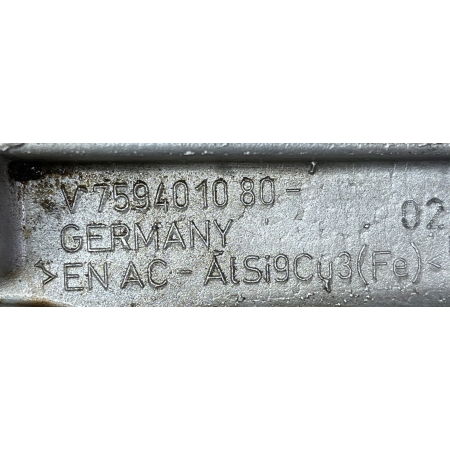 V 7594010 80-
02
GERMANY
>EN AC-AlSi9Cu3(Fe)<